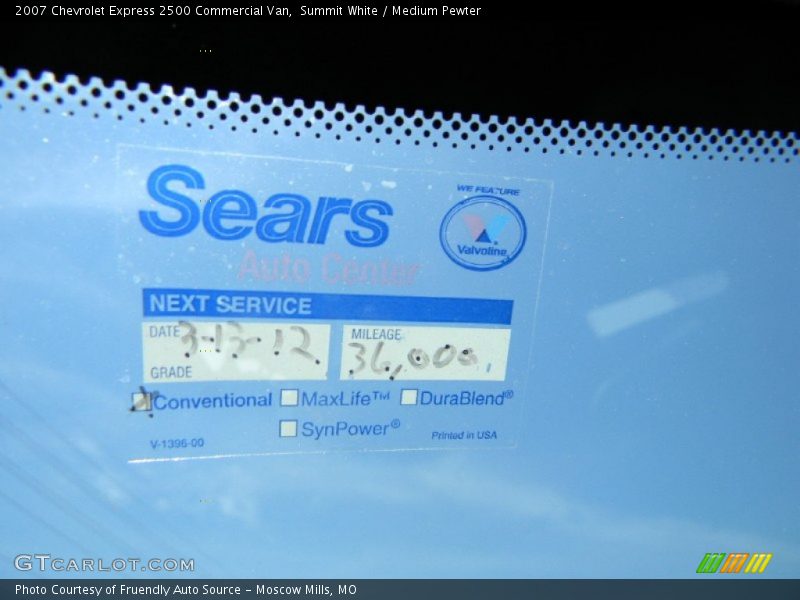 2007 Chevrolet Express 2500 Commercial Van, Summit White / Medium Pewter
Sears
Auto Center
WE FEATURE
Valvoline
NEXT SERVICE
DATE 3-13-12
MILEAGE 36,000
GRADE
Conventional MaxLife™ DuraBlend®
SynPower®
V-1396-00 Printed in USA
GTCARLOT.COM
Photo Courtesy of Fruendly Auto Source – Moscow Mills, MO